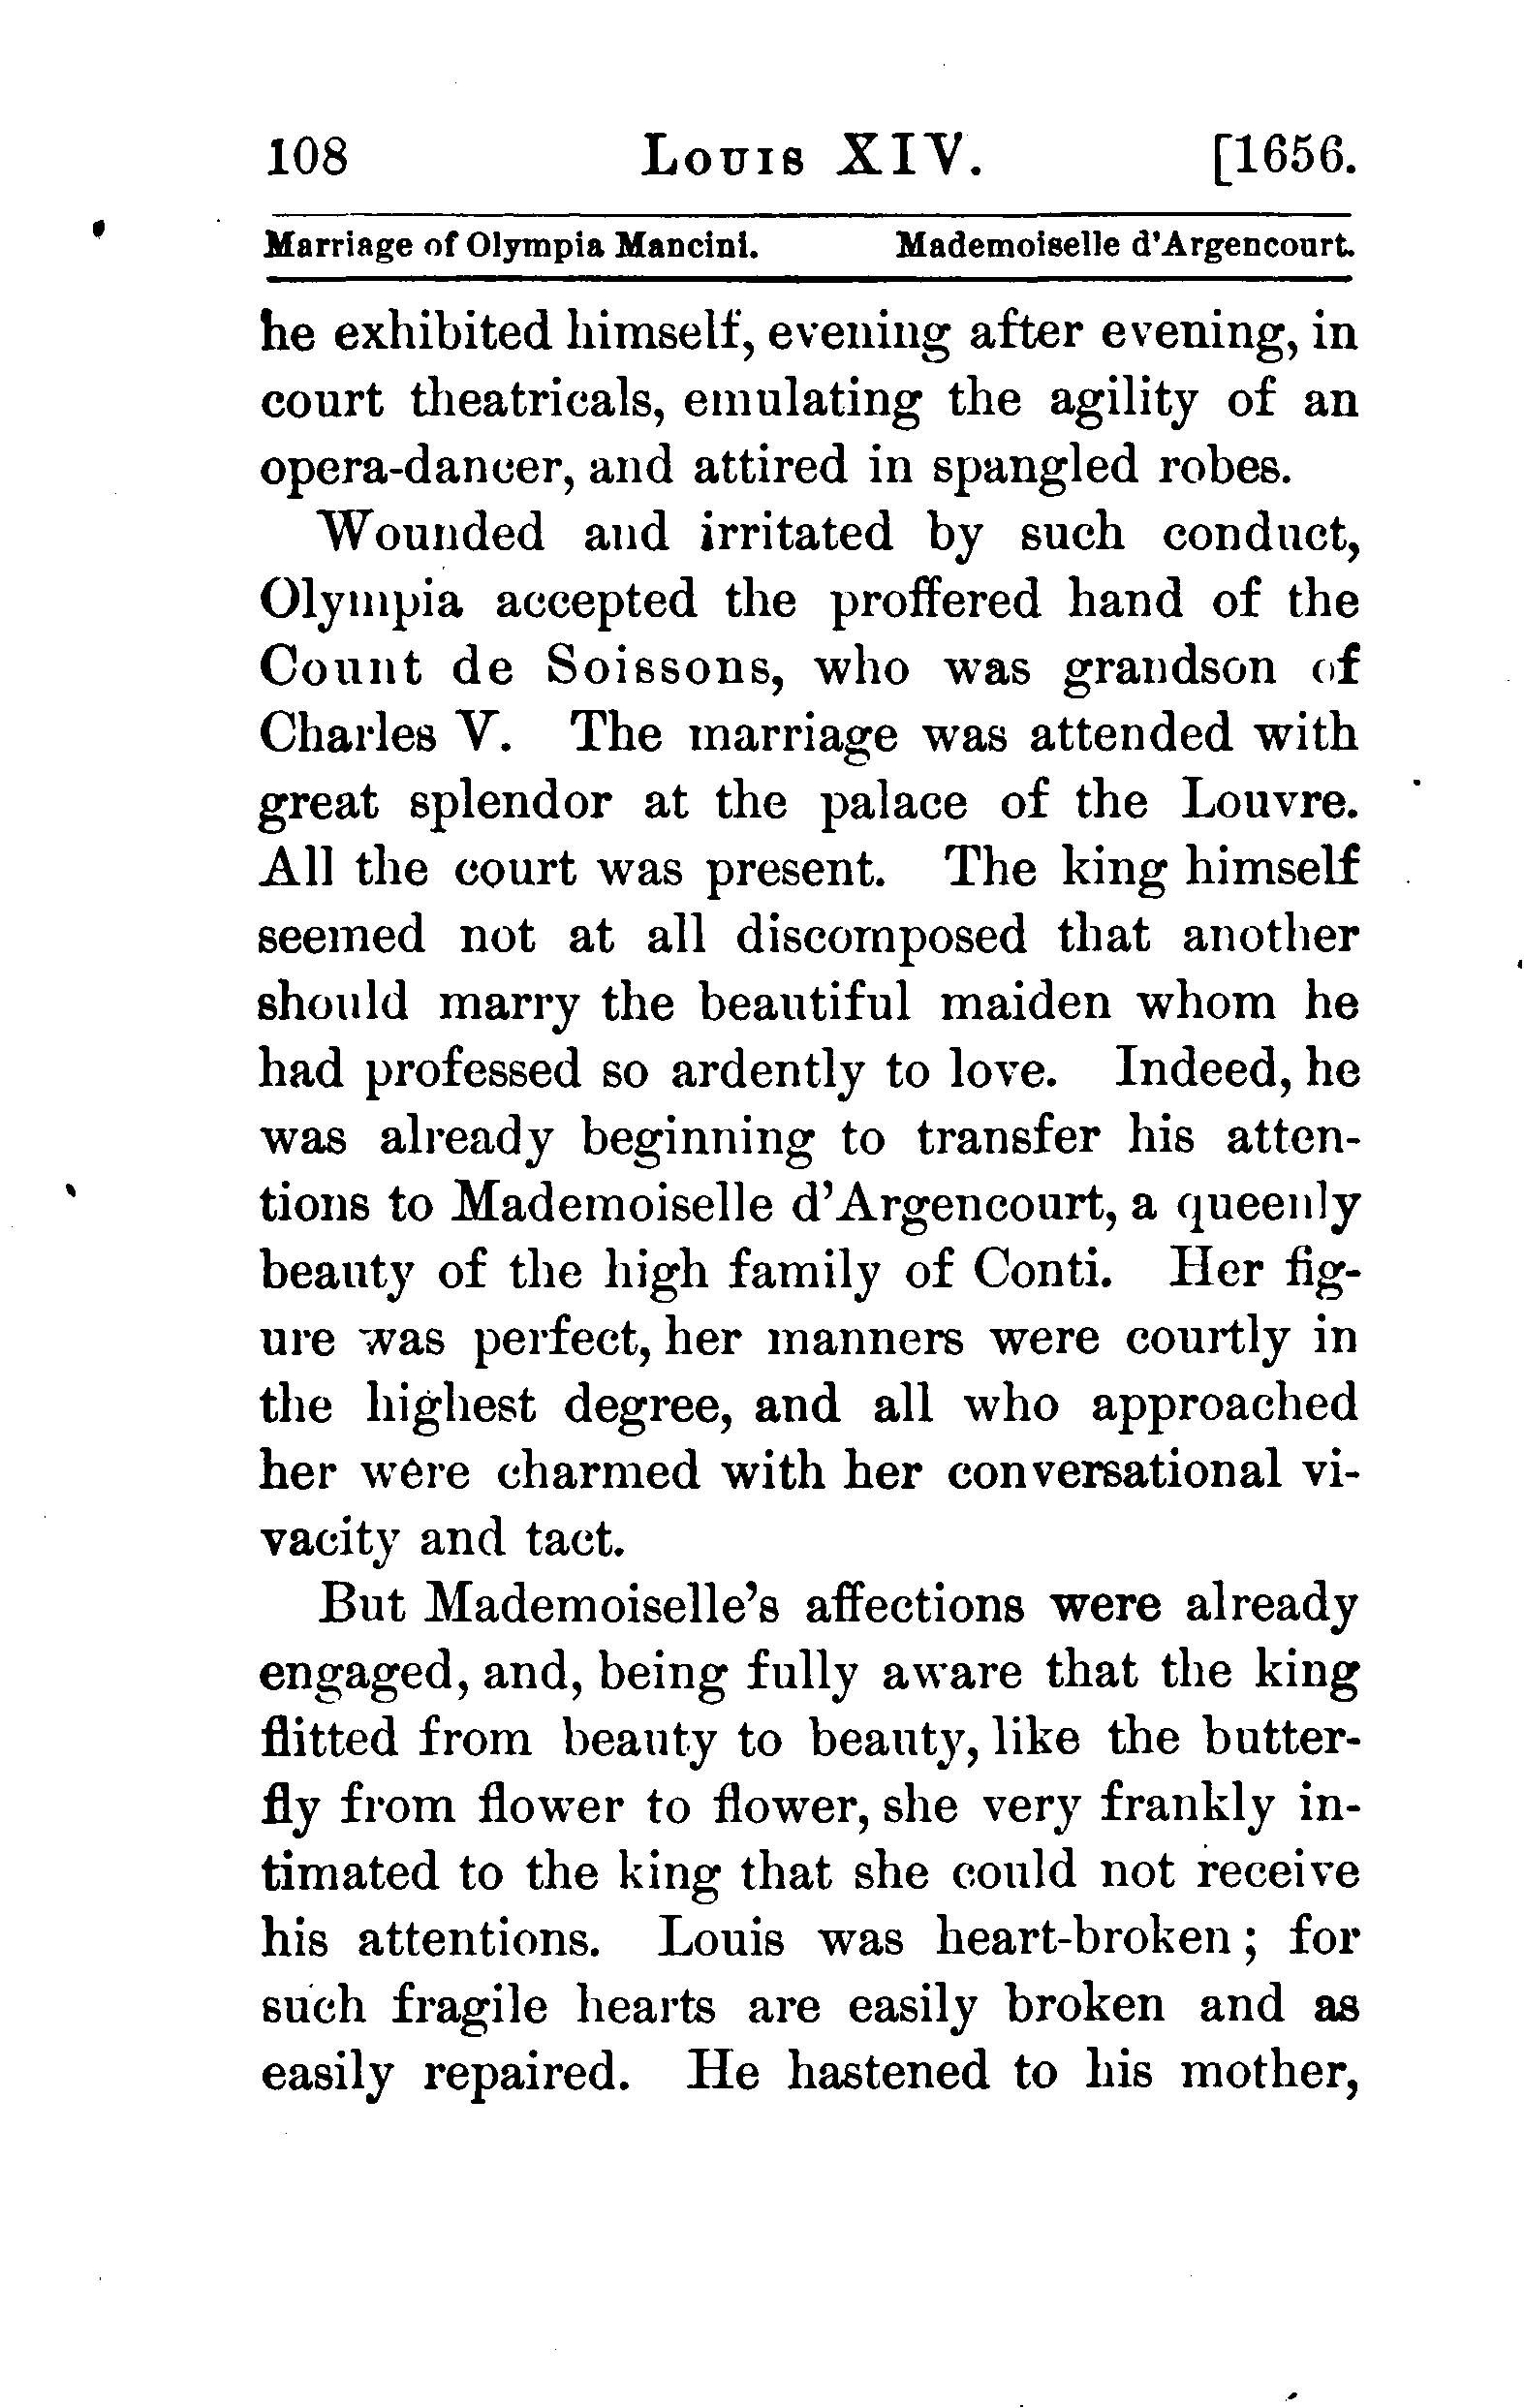 108 Louis XIV. [1656.
Marriage of Olympia Mancini. Mademoiselle d'Argencourt.
he exhibited himself, evening after evening, in
court theatricals, emulating the agility of an
opera-dancer, and attired in spangled robes.
Wounded and irritated by such conduct,
Olympia accepted the proffered hand of the
Count de Soissons, who was grandson of
Charles V. The marriage was attended with
great splendor at the palace of the Louvre.
All the court was present. The king himself
seemed not at all discomposed that another
should marry the beautiful maiden whom he
had professed so ardently to love. Indeed, he
was already beginning to transfer his atten-
tions to Mademoiselle d'Argencourt, a queenly
beauty of the high family of Conti. Her fig-
ure was perfect, her manners were courtly in
the highest degree, and all who approached
her were charmed with her conversational vi-
vacity and tact.
But Mademoiselle's affections were already
engaged, and, being fully aware that the king
flitted from beauty to beauty, like the butter-
fly from flower to flower, she very frankly in-
timated to the king that she could not receive
his attentions. Louis was heart-broken; for
such fragile hearts are easily broken and as
easily repaired. He hastened to his mother,